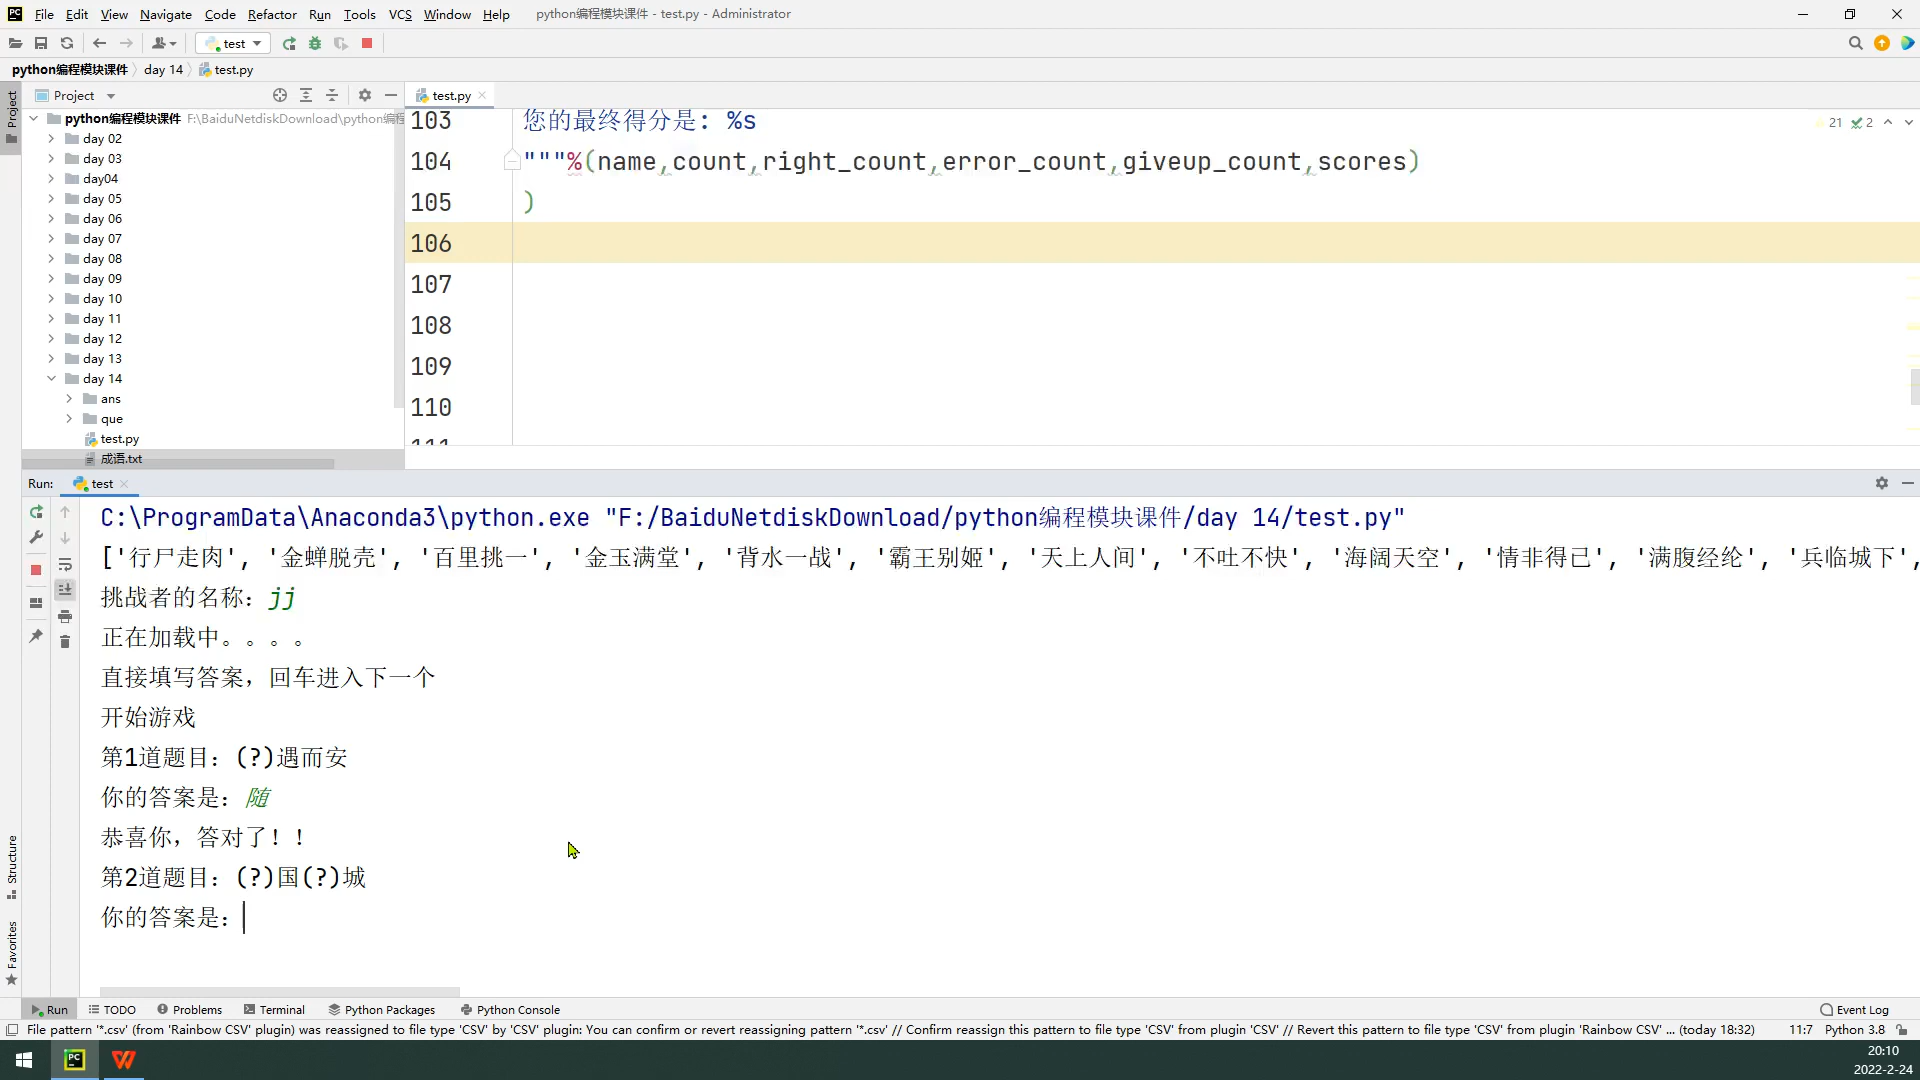 File Edit View Navigate Code Refactor Run Tools VCS Window Help python编程模块课件 - test.py - Administrator
test
python编程模块课件 day 14 test.py
Project
Project
test.py
python编程模块课件 F:\BaiduNetdiskDownload\python编程
day 02
day 03
day04
day 05
day 06
day 07
day 08
day 09
day 10
day 11
day 12
day 13
day 14
ans
que
test.py
成语.txt
103 您的最终得分是: %s
21 2
104 """%(name,count,right_count,error_count,giveup_count,scores)
105 )
106
107
108
109
110
111
Run: test
C:\ProgramData\Anaconda3\python.exe "F:/BaiduNetdiskDownload/python编程模块课件/day 14/test.py"
['行尸走肉', '金蝉脱壳', '百里挑一', '金玉满堂', '背水一战', '霸王别姬', '天上人间', '不吐不快', '海阔天空', '情非得已', '满腹经纶', '兵临城下',
挑战者的名称: jj
正在加载中。。。。
直接填写答案，回车进入下一个
开始游戏
第1道题目: (?)遇而安
你的答案是: 随
恭喜你，答对了！！
第2道题目: (?)国(?)城
你的答案是:
Structure
Favorites
Run TODO Problems Terminal Python Packages Python Console Event Log
File pattern '*.csv' (from 'Rainbow CSV' plugin) was reassigned to file type 'CSV' by 'CSV' plugin: You can confirm or revert reassigning pattern '*.csv' // Confirm reassign this pattern to file type 'CSV' from plugin 'CSV' // Revert this pattern to file type 'CSV' from plugin 'Rainbow CSV' ... (today 18:32) 11:7 Python 3.8
20:10
2022-2-24